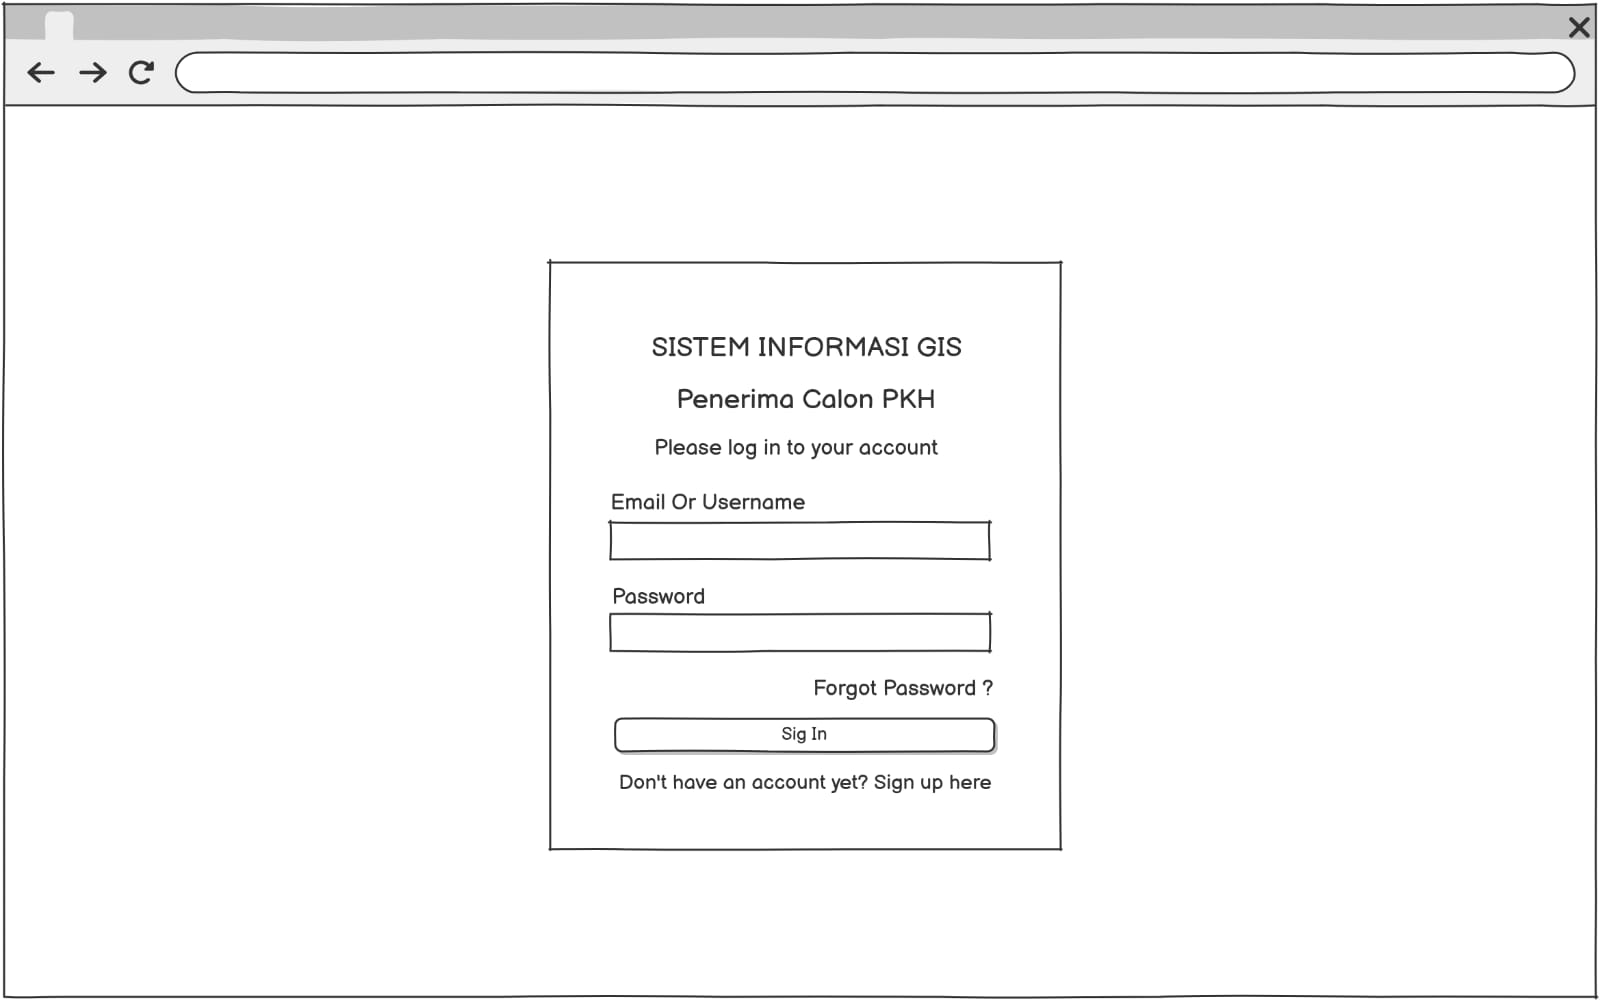 SISTEM INFORMASI GIS
Penerima Calon PKH
Please log in to your account
Email Or Username
Password
Forgot Password ?
Sig In
Don't have an account yet? Sign up here